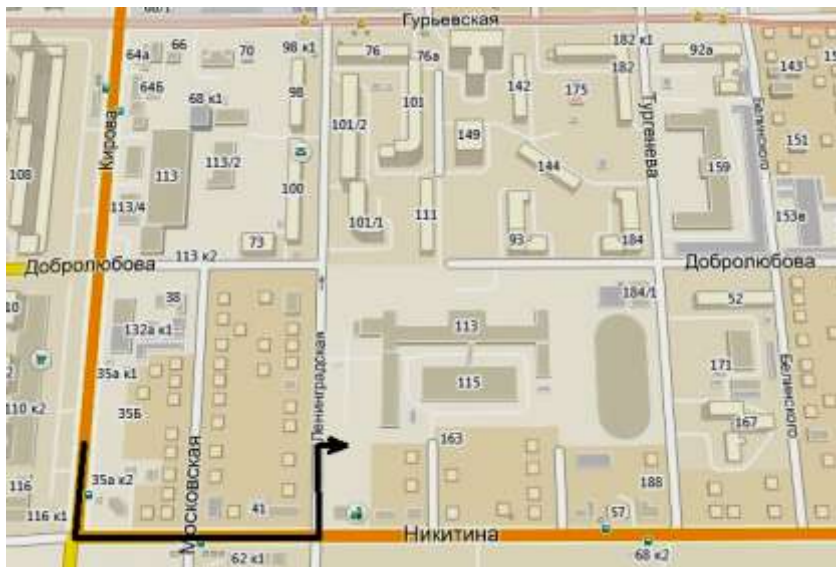 Гурьевская
66/1
64а
66
70
98 к1
76
76а
182 к1
92а
64Б
68 к1
98
101
142
175
182
143
Тургенева
Белинского
Кирова
101/2
149
151
108
113
113/2
144
159
113/4
100
101/1
111
153в
73
93
184
113 к2
Добролюбова
Добролюбова
38
184/1
52
132а к1
113
35а к1
115
171
Ленинградская
Белинского
35Б
110 к2
163
167
Московская
116
35а к2
188
41
57
116 к1
Никитина
62 к1
68 к2